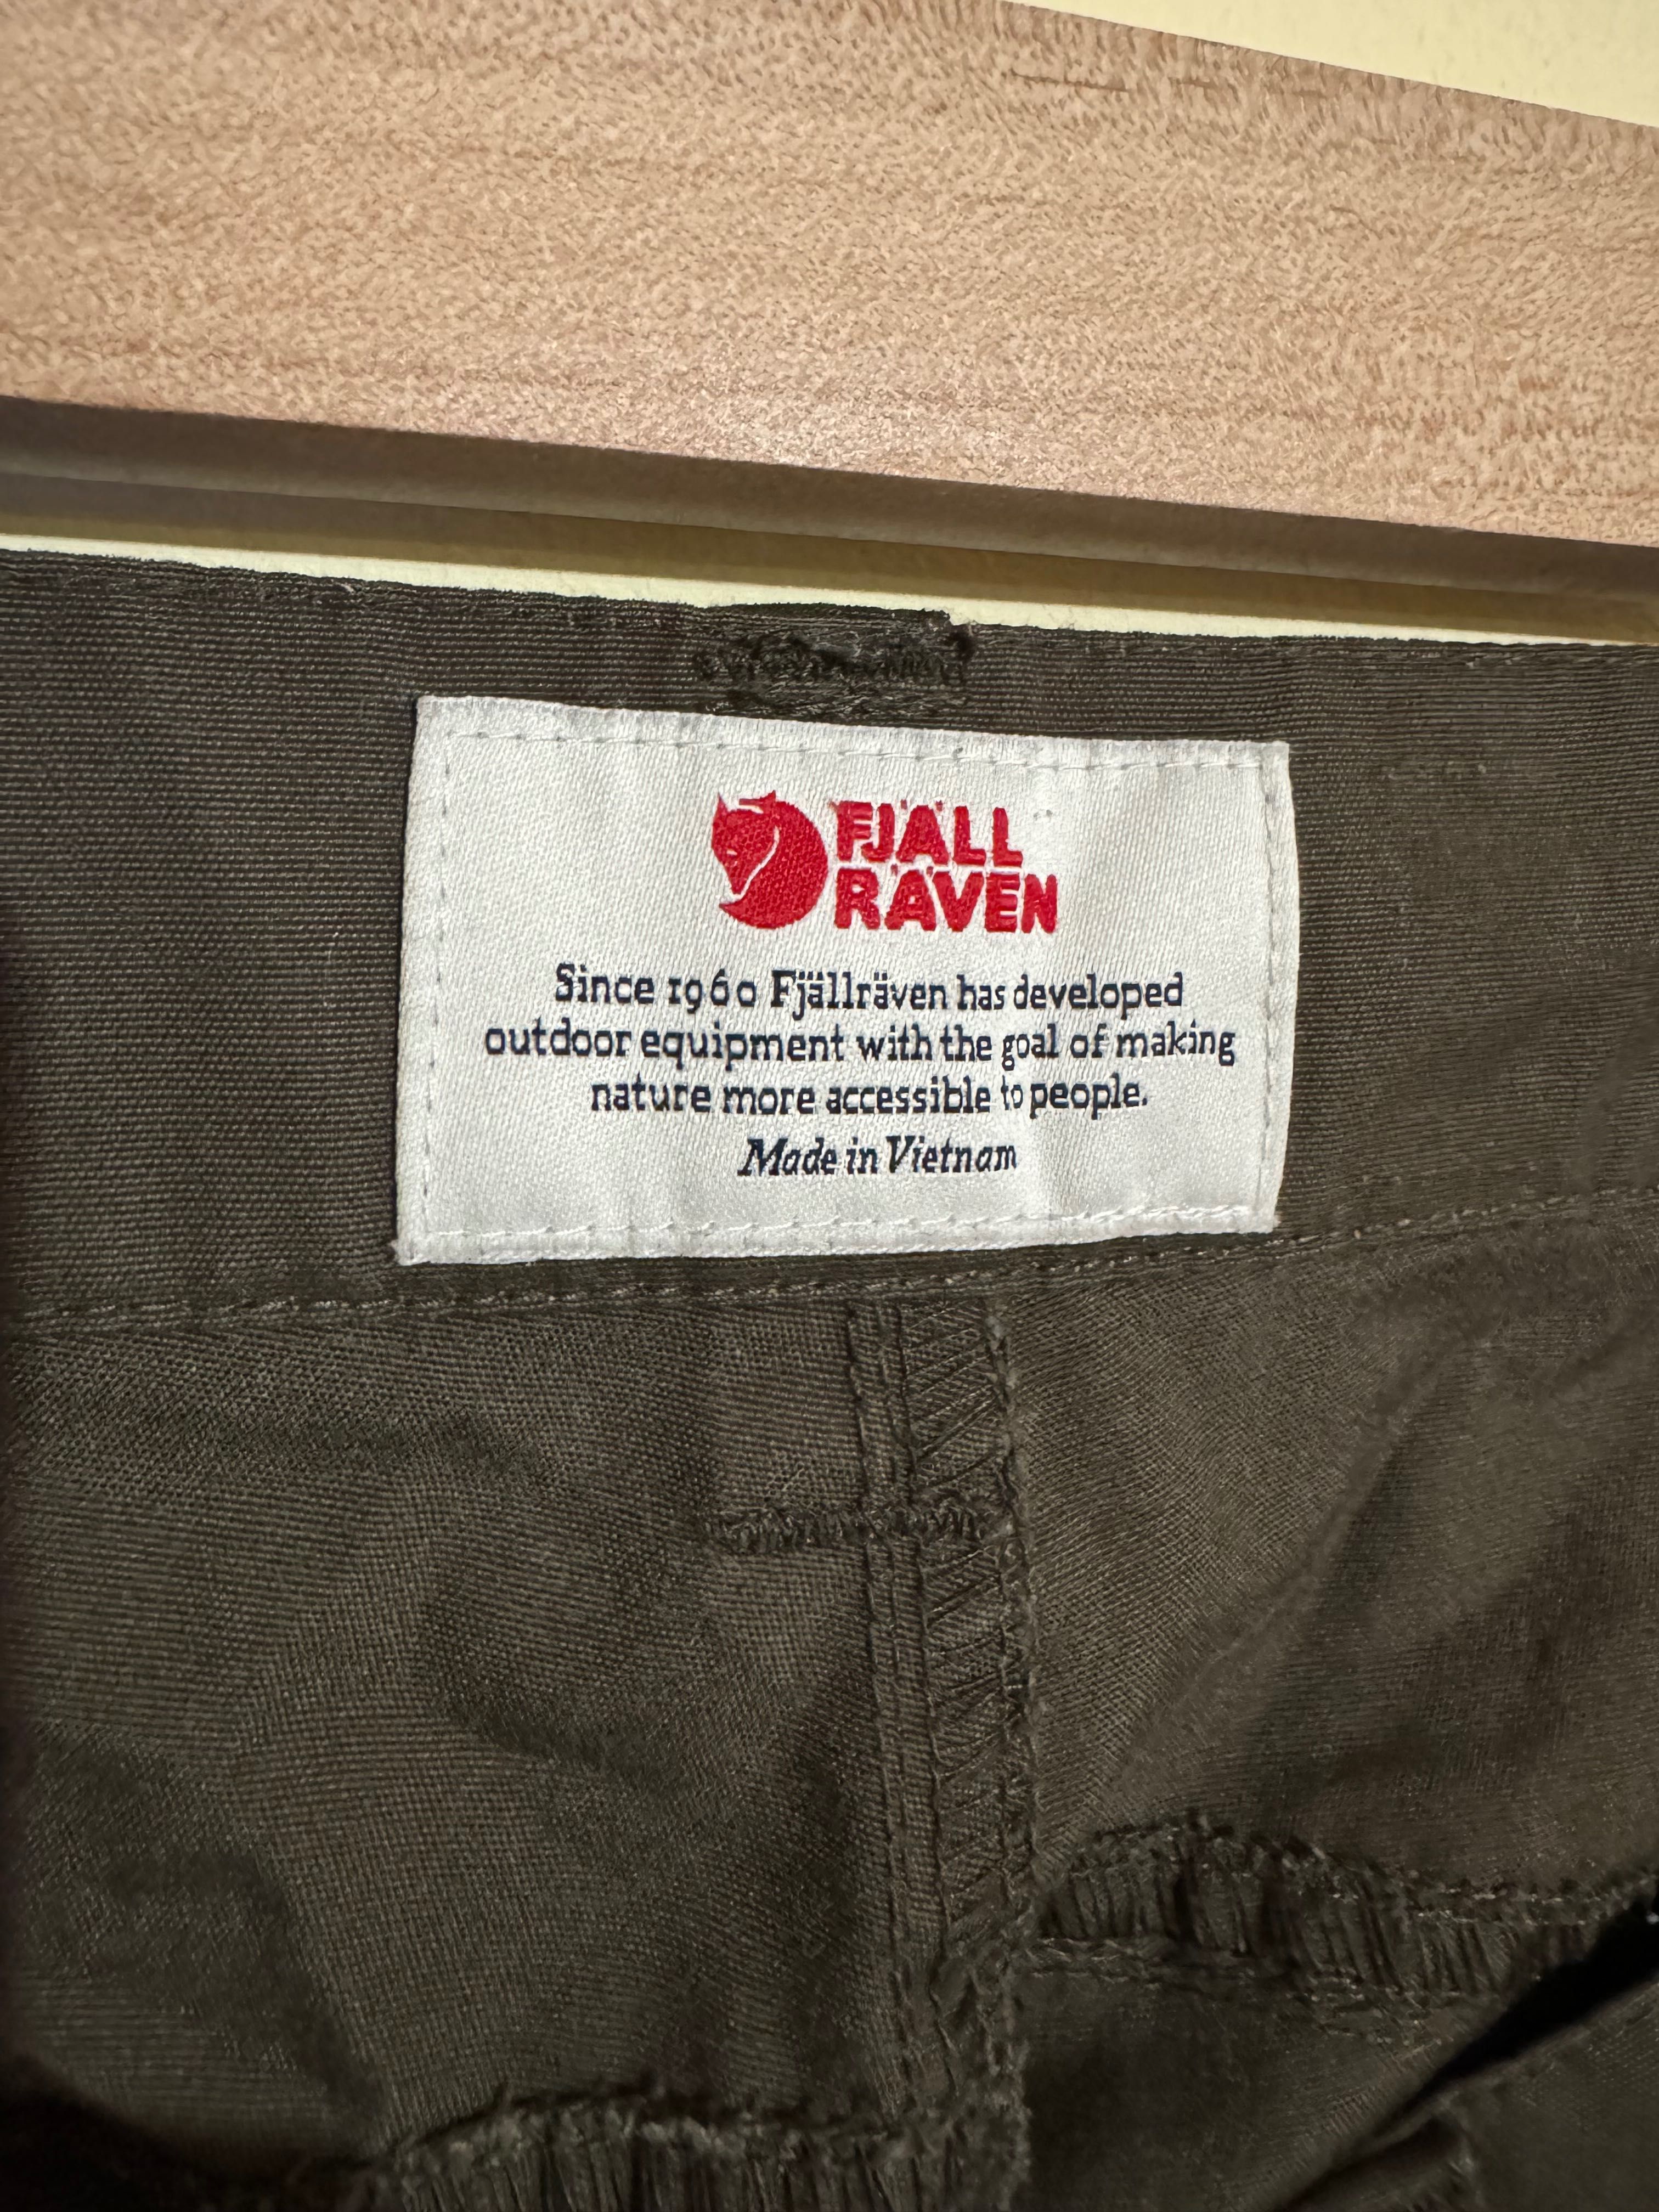 FJÄLL
RÄVEN
Since 1960 Fjällräven has developed
outdoor equipment with the goal of making
nature more accessible to people.
Made in Vietnam